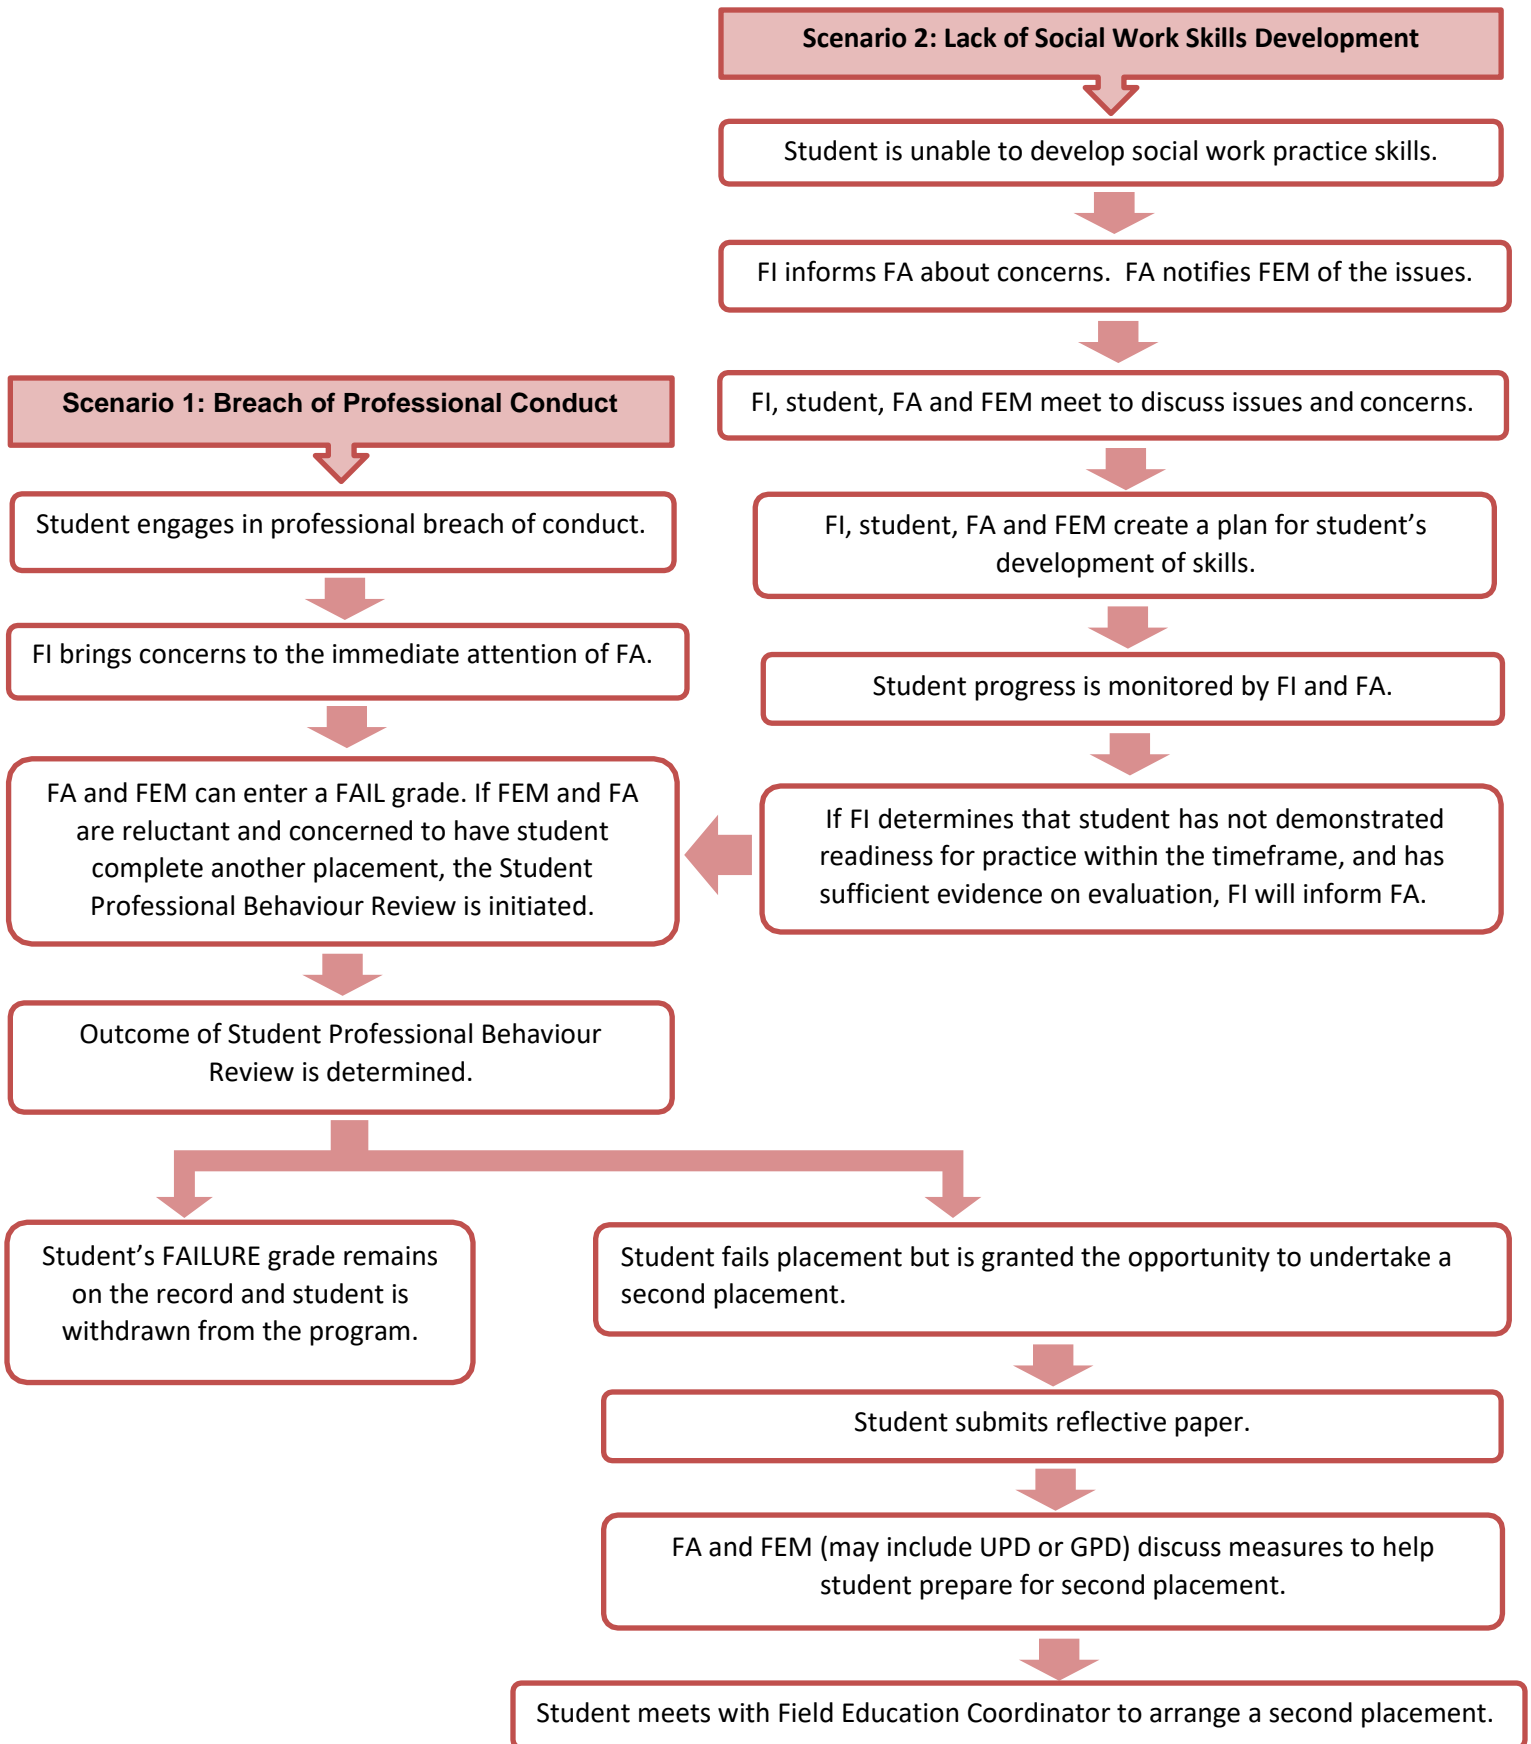 Scenario 2: Lack of Social Work Skills Development
Student is unable to develop social work practice skills.
FI informs FA about concerns.  FA notifies FEM of the issues.
FI, student, FA and FEM meet to discuss issues and concerns.
FI, student, FA and FEM create a plan for student’s
development of skills.
Student progress is monitored by FI and FA.
If FI determines that student has not demonstrated
readiness for practice within the timeframe, and has
sufficient evidence on evaluation, FI will inform FA.
Scenario 1: Breach of Professional Conduct
Student engages in professional breach of conduct.
FI brings concerns to the immediate attention of FA.
FA and FEM can enter a FAIL grade. If FEM and FA
are reluctant and concerned to have student
complete another placement, the Student
Professional Behaviour Review is initiated.
Outcome of Student Professional Behaviour
Review is determined.
Student’s FAILURE grade remains
on the record and student is
withdrawn from the program.
Student fails placement but is granted the opportunity to undertake a
second placement.
Student submits reflective paper.
FA and FEM (may include UPD or GPD) discuss measures to help
student prepare for second placement.
Student meets with Field Education Coordinator to arrange a second placement.